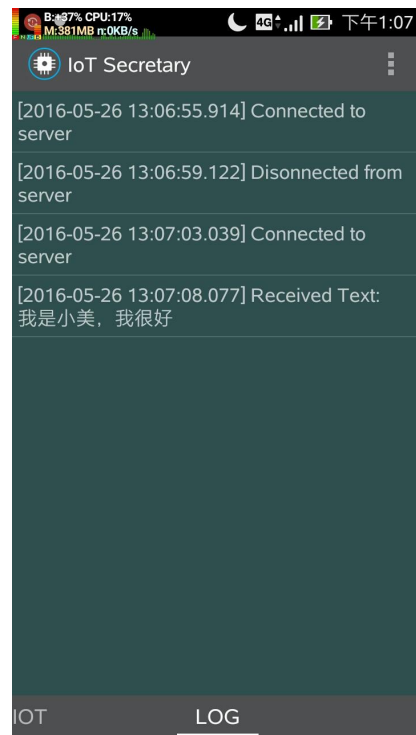 B:+37% CPU:17%
M:381MB n:0KB/s
4G
下午1:07
IoT Secretary
[2016-05-26 13:06:55.914] Connected to
server
[2016-05-26 13:06:59.122] Disonnected from
server
[2016-05-26 13:07:03.039] Connected to
server
[2016-05-26 13:07:08.077] Received Text:
我是小美，我很好
IOT
LOG